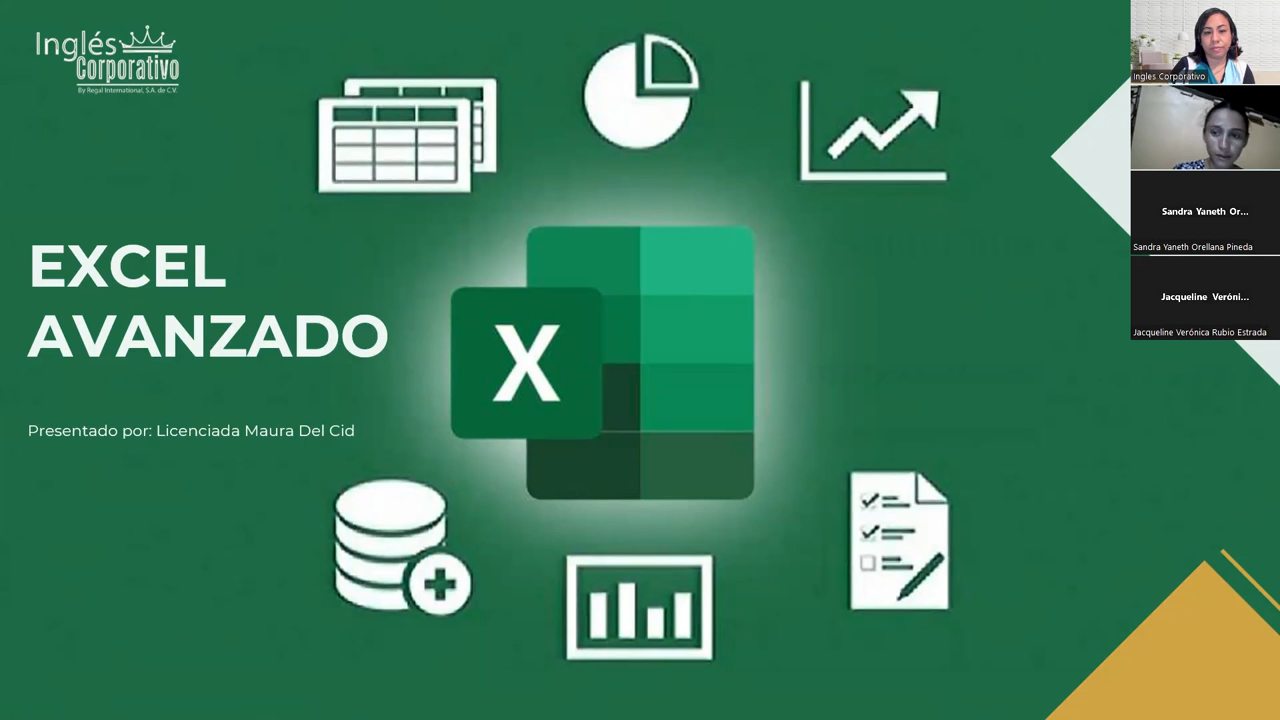 Inglés
Corporativo
By Regal International, S.A. de C.V.
EXCEL
AVANZADO
Presentado por: Licenciada Maura Del Cid
X
Ingles Corporativo
Sandra Yaneth Or...
Sandra Yaneth Orellana Pineda
Jacqueline Veróni...
Jacqueline Verónica Rubio Estrada